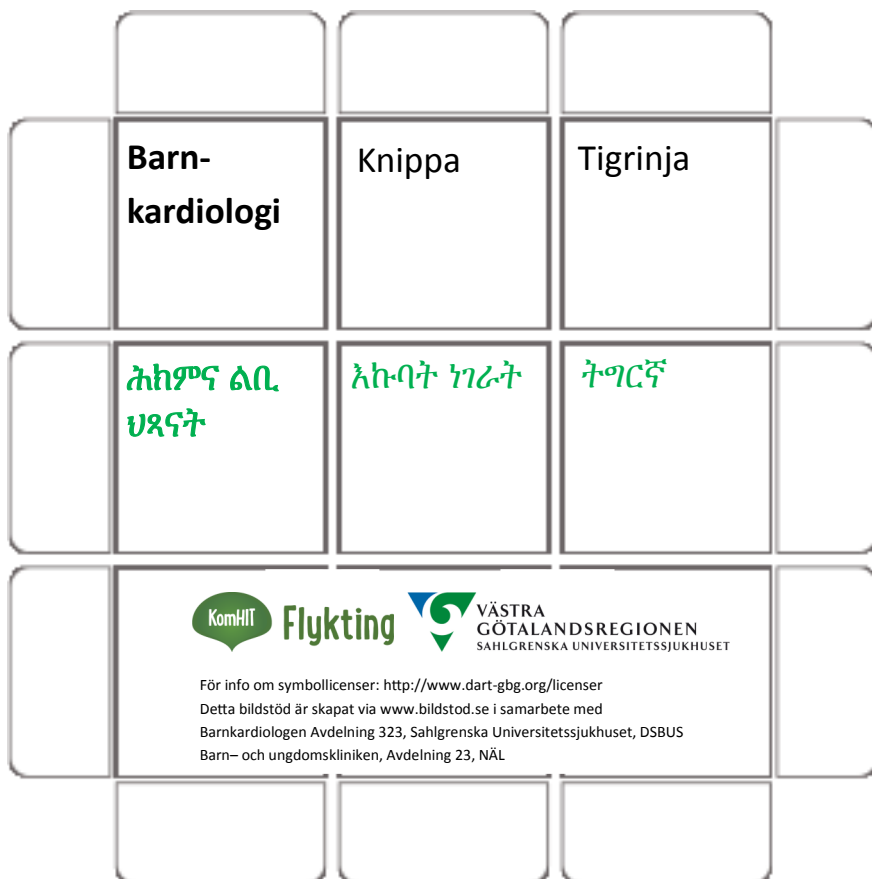 Barn-
kardiologi
Knippa
Tigrinja
ሕክምና ልቢ
ህጻናት
እኩባት ነገራት
ትግርኛ
KomHIT Flykting
VÄSTRA
GÖTALANDSREGIONEN
SAHLGRENSKA UNIVERSITETSSJUKHUSET
För info om symbollicenser: http://www.dart-gbg.org/licenser
Detta bildstöd är skapat via www.bildstod.se i samarbete med
Barnkardiologen Avdelning 323, Sahlgrenska Universitetssjukhuset, DSBUS
Barn– och ungdomskliniken, Avdelning 23, NÄL